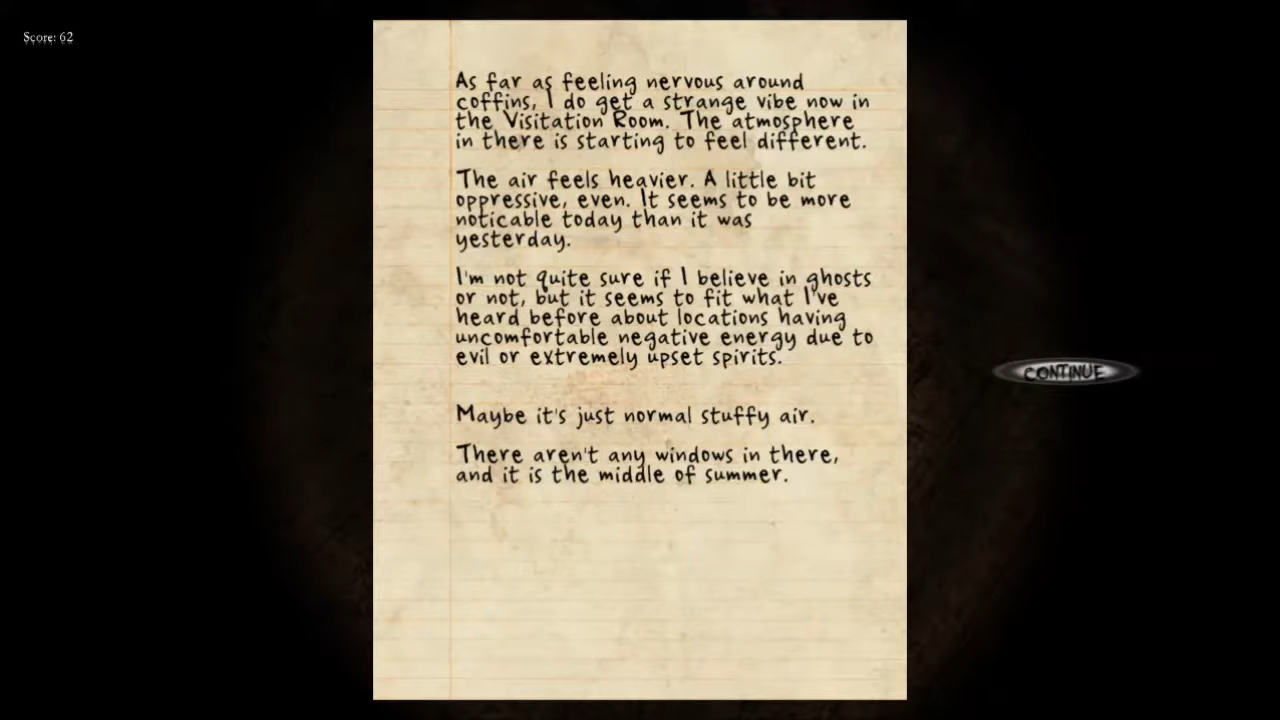 Score: 62
As far as feeling nervous around
coffins, I do get a strange vibe now in
the Visitation Room. The atmosphere
in there is starting to feel different.
The air feels heavier. A little bit
oppressive, even. It seems to be more
noticable today than it was
yesterday.
I'm not quite sure if I believe in ghosts
or not, but it seems to fit what I've
heard before about locations having
uncomfortable negative energy due to
evil or extremely upset spirits.
Maybe it's just normal stuffy air.
There aren't any windows in there,
and it is the middle of summer.
CONTINUE